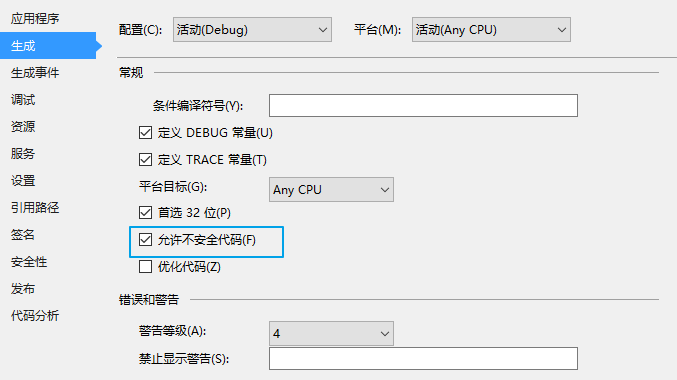 应用程序
生成
生成事件
调试
资源
服务
设置
引用路径
签名
安全性
发布
代码分析
配置(C): 活动(Debug) 平台(M): 活动(Any CPU)
常规
条件编译符号(Y):
定义 DEBUG 常量(U)
定义 TRACE 常量(T)
平台目标(G): Any CPU
首选 32 位(P)
允许不安全代码(F)
优化代码(Z)
错误和警告
警告等级(A): 4
禁止显示警告(S):